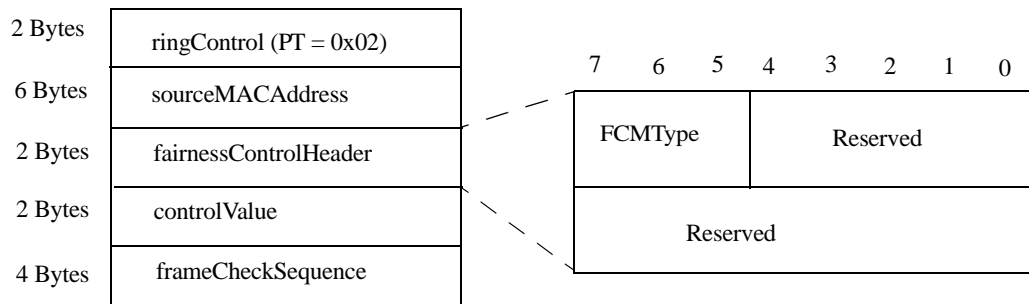 2 Bytes
ringControl (PT = 0x02)
6 Bytes
sourceMACAddress
2 Bytes
fairnessControlHeader
2 Bytes
controlValue
4 Bytes
frameCheckSequence
7 6 5 4 3 2 1 0
FCMType
Reserved
Reserved